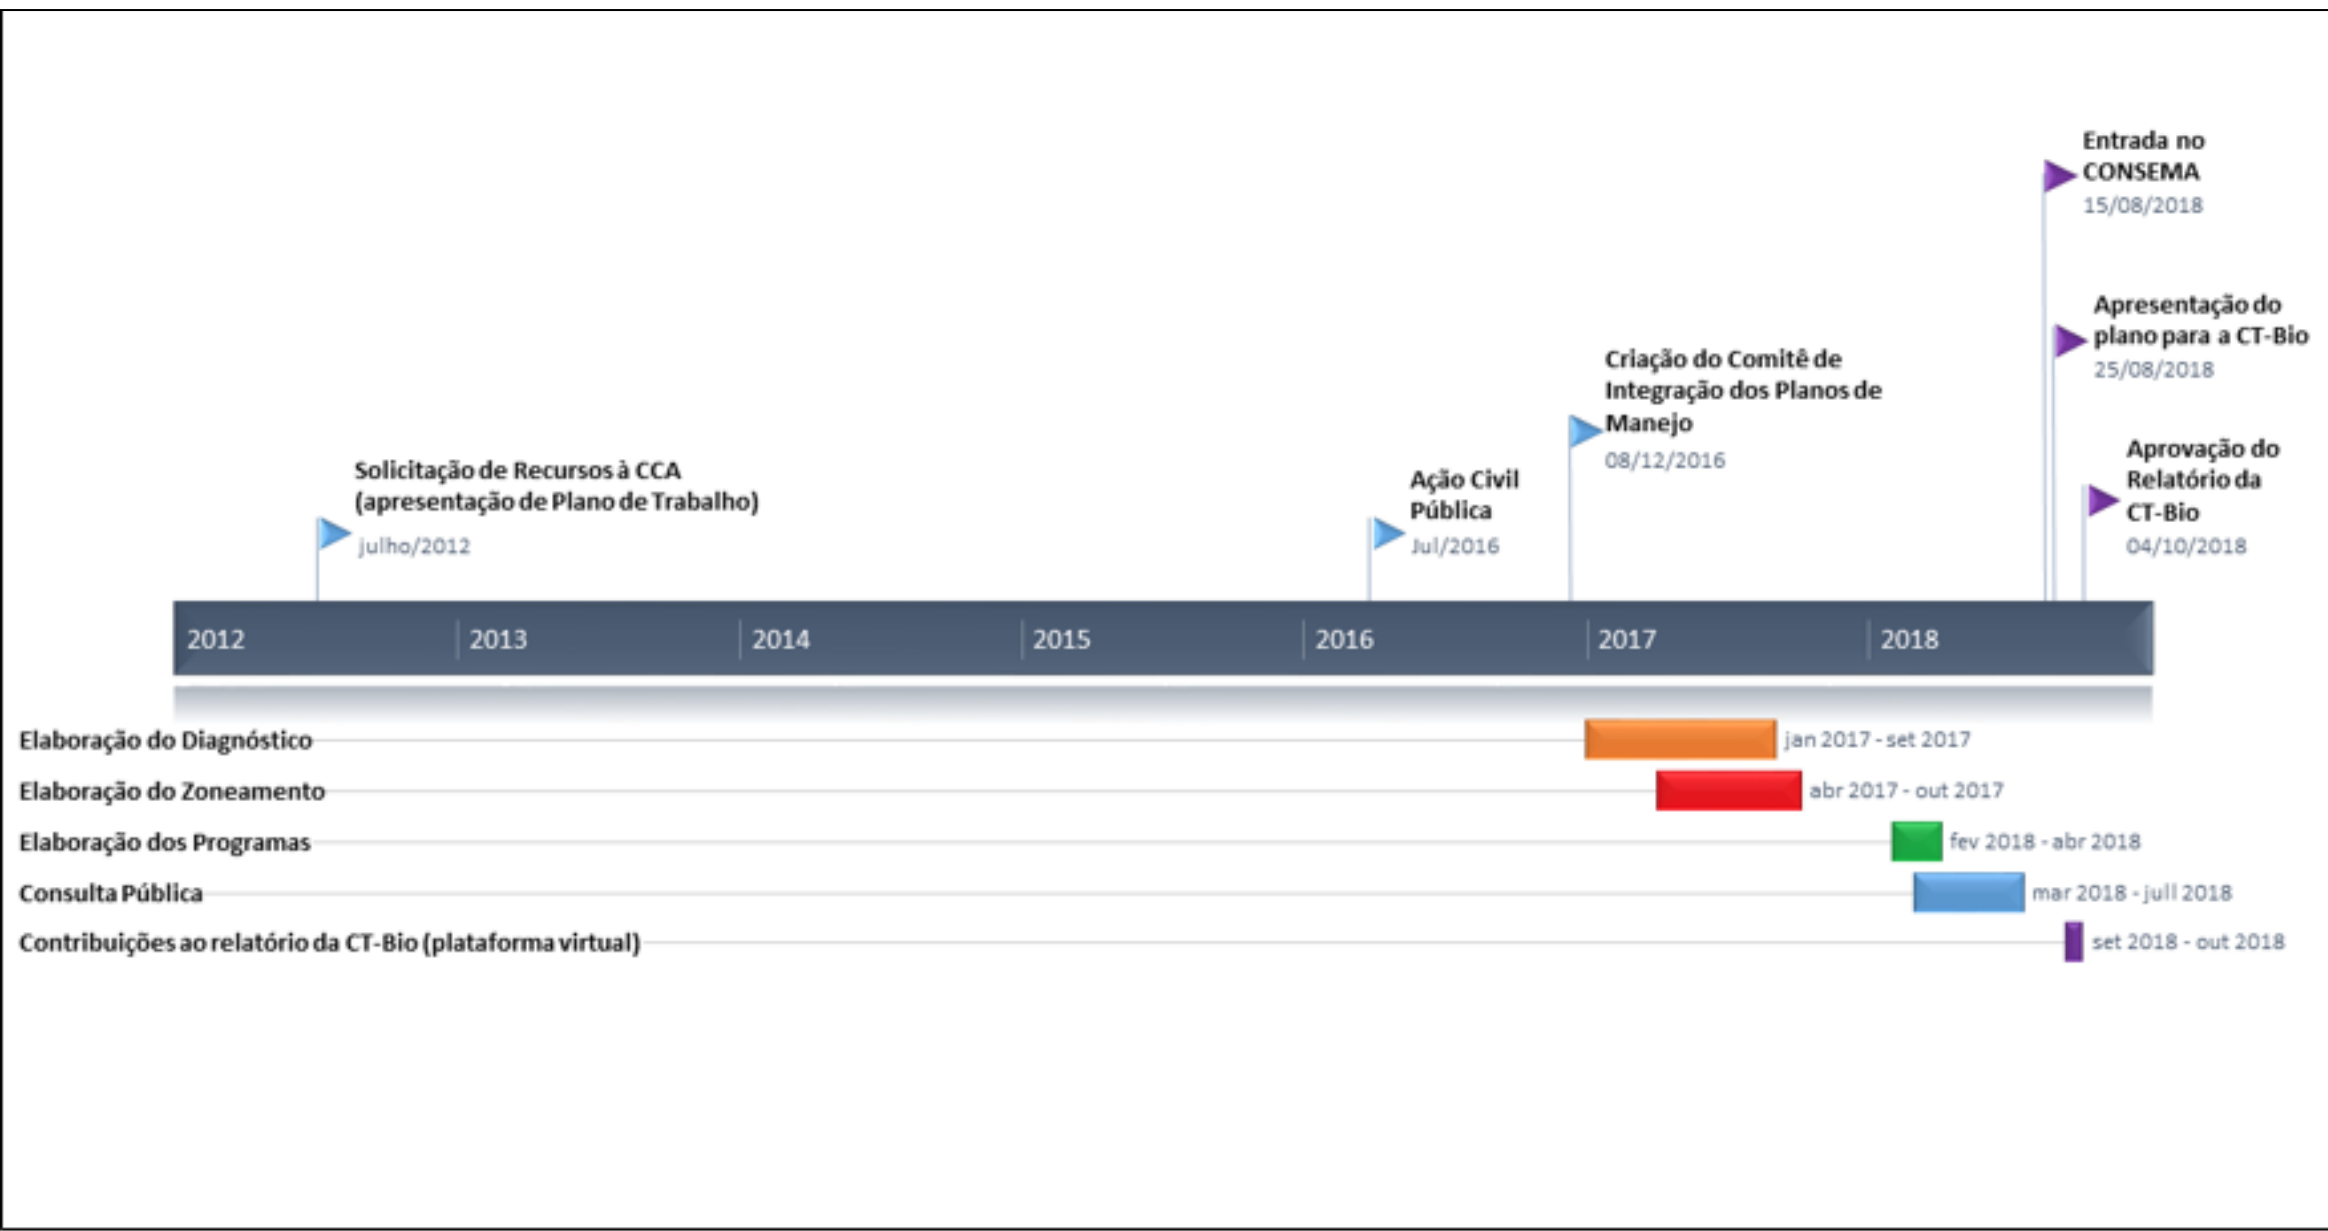 Entrada no
CONSEMA
15/08/2018
Apresentação do
plano para a CT-Bio
25/08/2018
Criação do Comitê de
Integração dos Planos de
Manejo
08/12/2016
Aprovação do
Relatório da
CT-Bio
04/10/2018
Solicitação de Recursos à CCA
(apresentação de Plano de Trabalho)
julho/2012
Ação Civil
Pública
Jul/2016
2012 2013 2014 2015 2016 2017 2018
Elaboração do Diagnóstico jan 2017 - set 2017
Elaboração do Zoneamento abr 2017 - out 2017
Elaboração dos Programas fev 2018 - abr 2018
Consulta Pública mar 2018 - jull 2018
Contribuições ao relatório da CT-Bio (plataforma virtual) set 2018 - out 2018